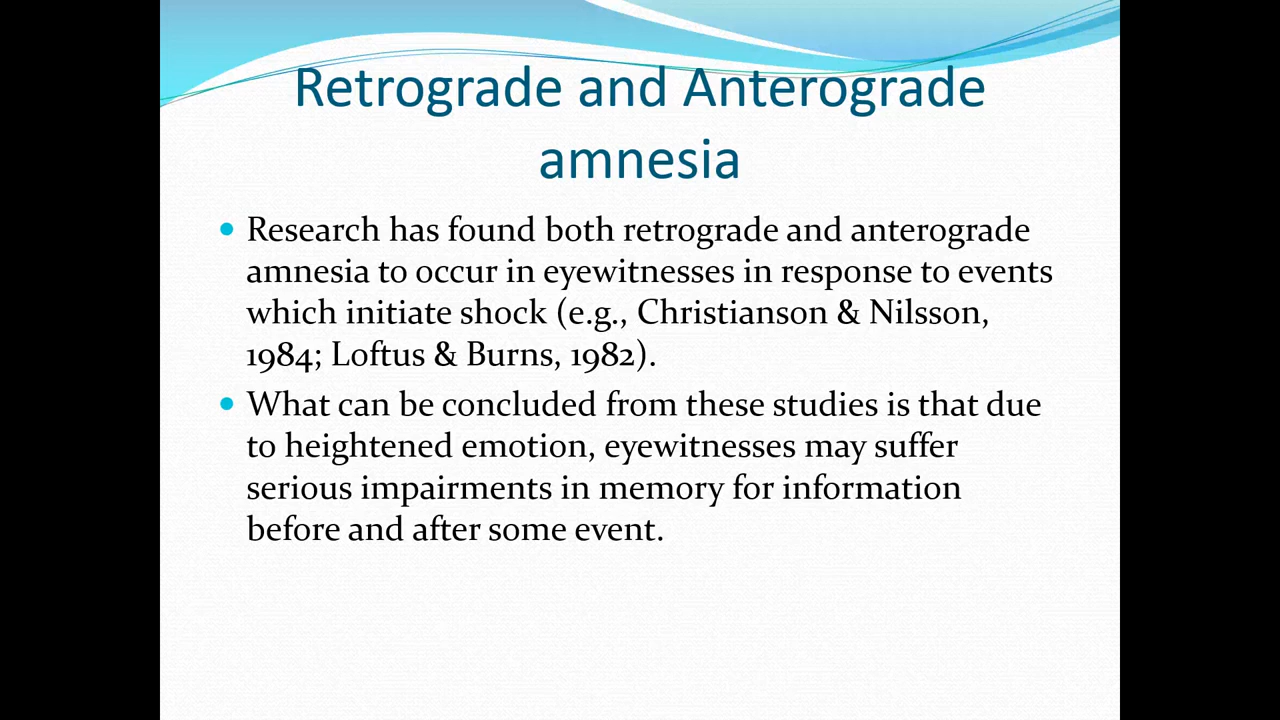 Retrograde and Anterograde
amnesia
• Research has found both retrograde and anterograde
amnesia to occur in eyewitnesses in response to events
which initiate shock (e.g., Christianson & Nilsson,
1984; Loftus & Burns, 1982).
• What can be concluded from these studies is that due
to heightened emotion, eyewitnesses may suffer
serious impairments in memory for information
before and after some event.